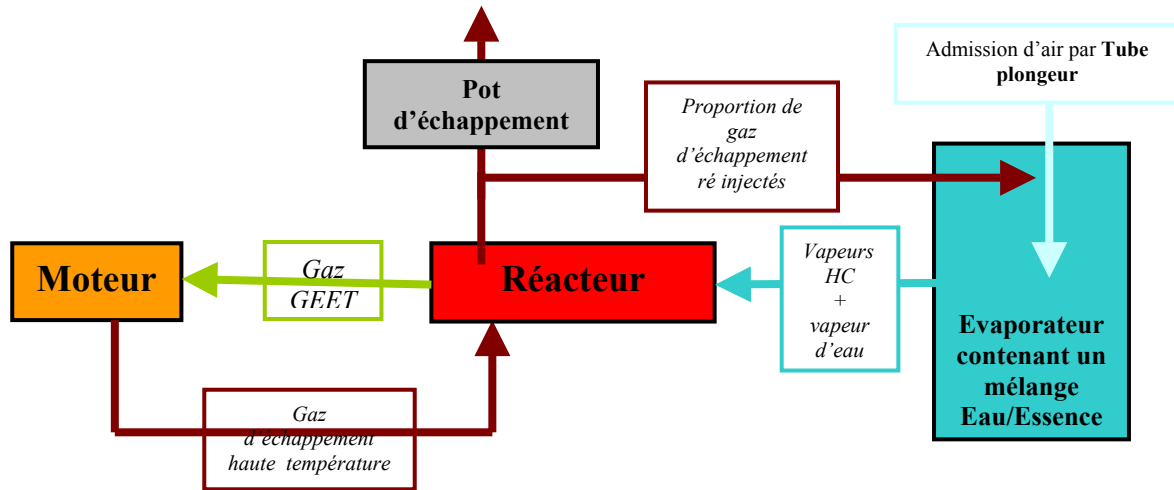 Admission d’air par Tube
plongeur
Pot
d’échappement
Proportion de
gaz
d’échappement
ré injectés
Moteur
Gaz
GEET
Réacteur
Vapeurs
HC
+
vapeur
d’eau
Evaporateur
contenant un
mélange
Eau/Essence
Gaz
d’échappement
haute température